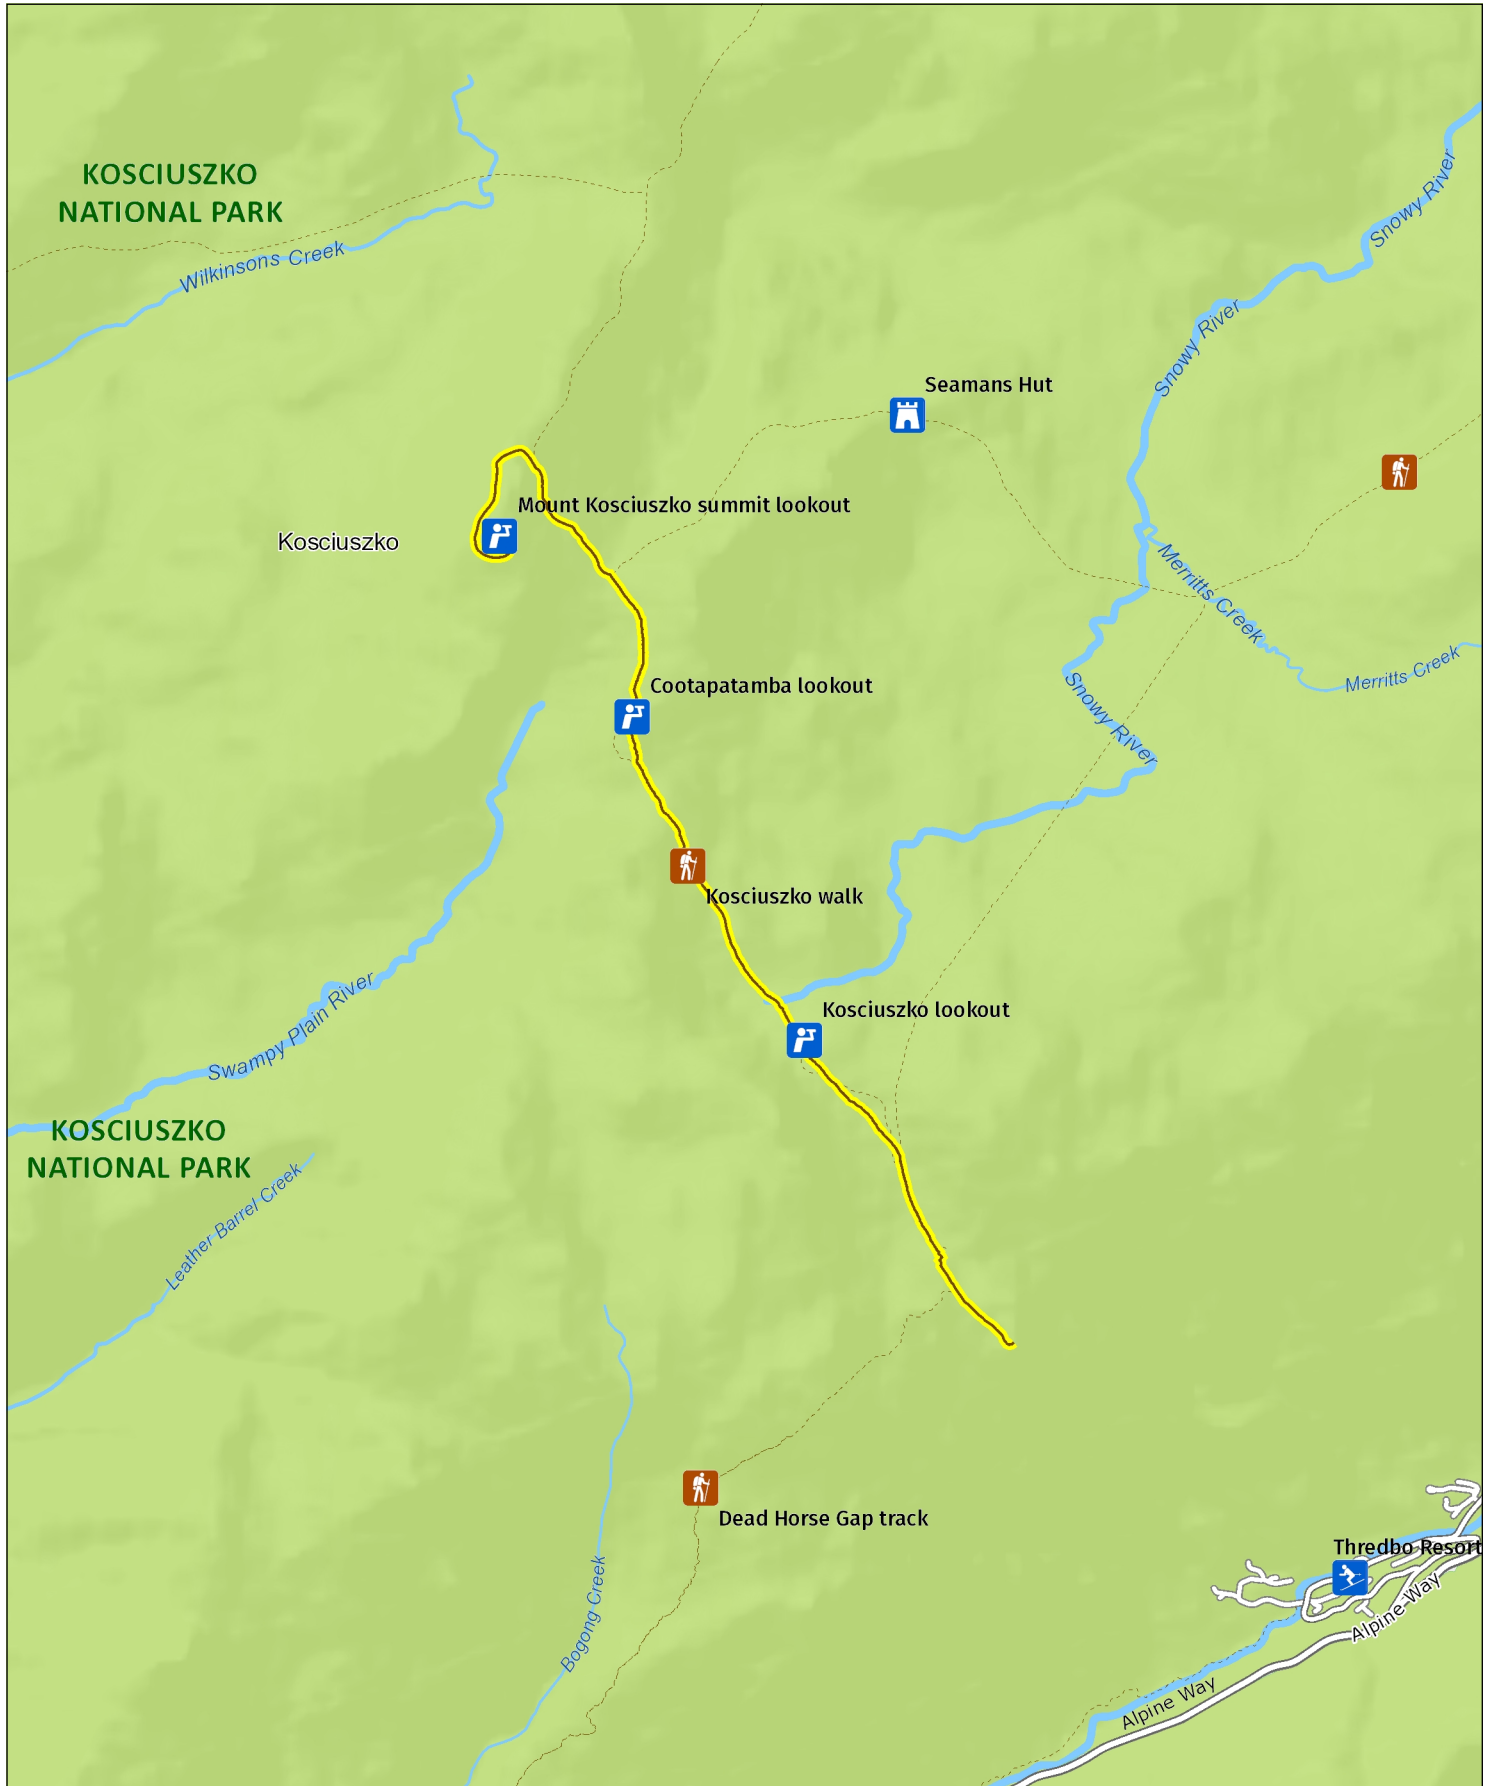 KOSCIUSZKO
NATIONAL PARK
Wilkinsons Creek
Snowy River
Snowy River
Seamans Hut
Mount Kosciuszko summit lookout
Kosciuszko
Merritts Creek
Merritts Creek
Cootapatamba lookout
Snowy River
Kosciuszko walk
Swampy Plain River
Kosciuszko lookout
KOSCIUSZKO
NATIONAL PARK
Leather Barrel Creek
Dead Horse Gap track
Thredbo Resort
Bogong Creek
Alpine Way
Alpine Way